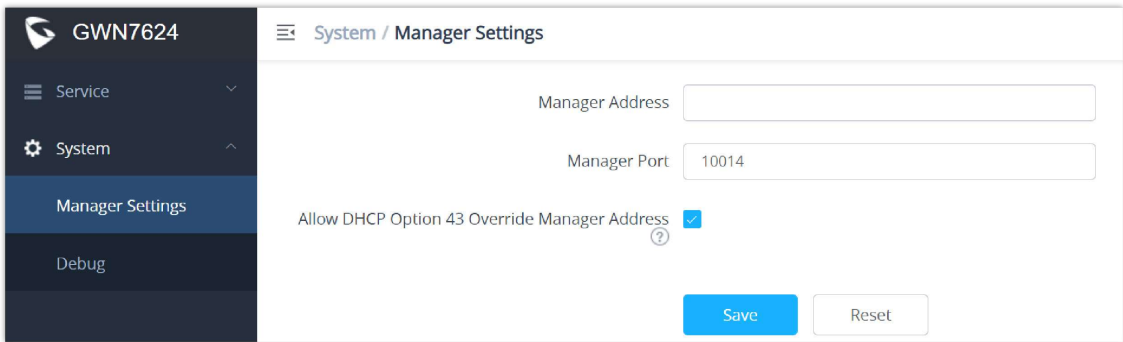 GWN7624
System / Manager Settings
Service
System
Manager Settings
Debug
Manager Address
Manager Port 10014
Allow DHCP Option 43 Override Manager Address
?
Save Reset